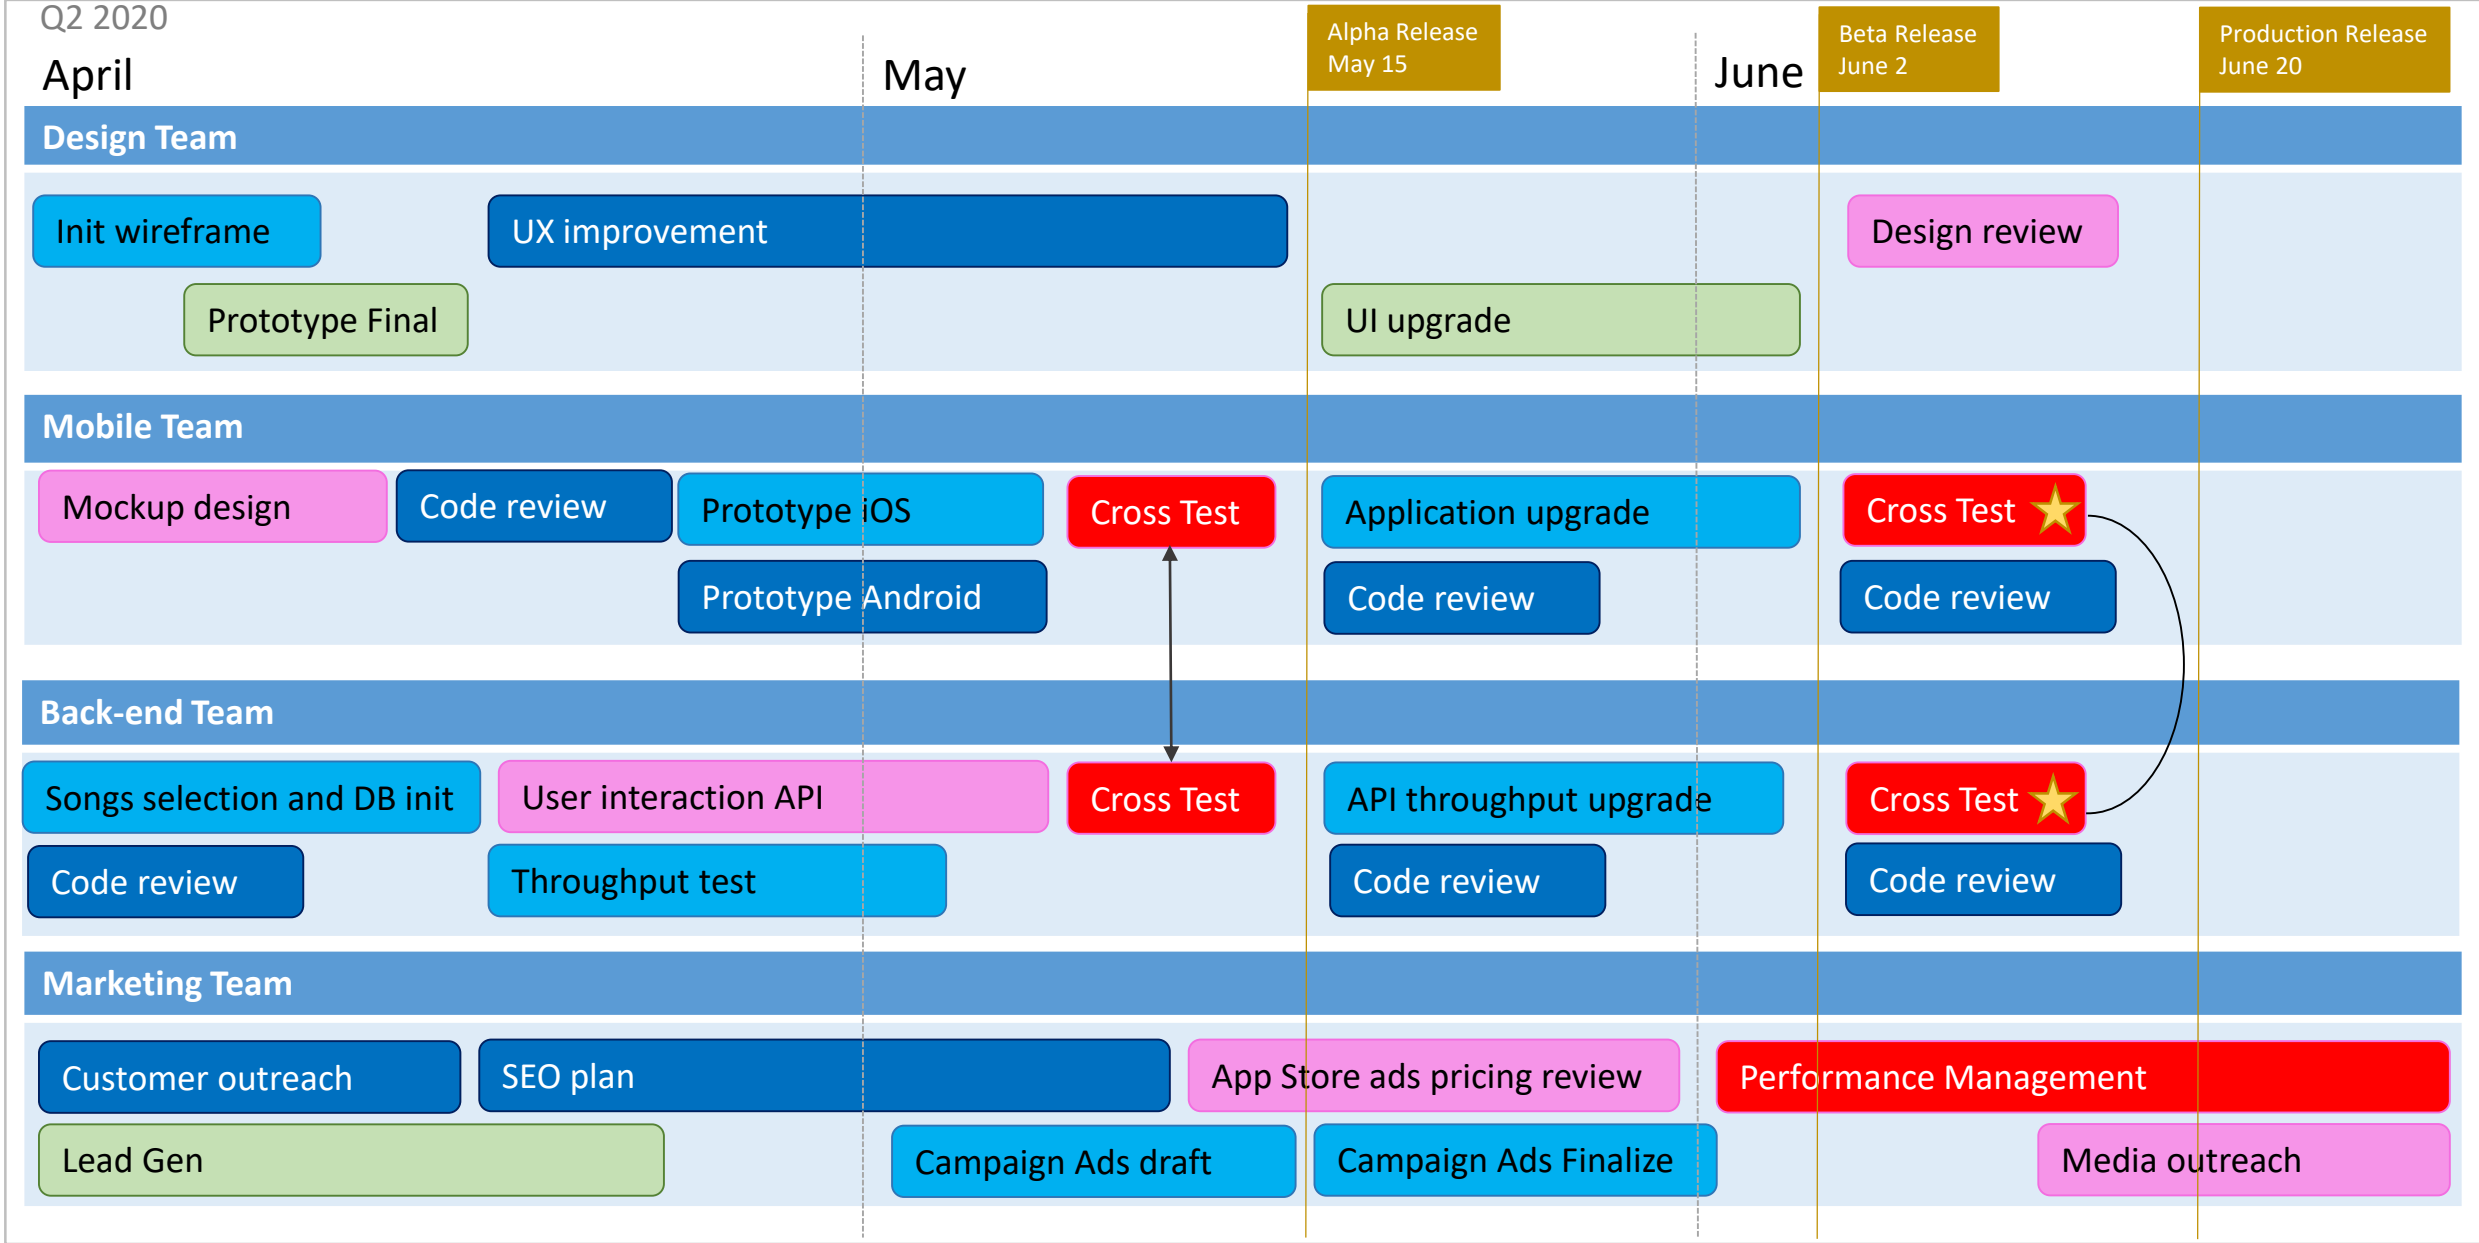 Q2 2020
April
May
Alpha Release
May 15
June
Beta Release
June 2
Production Release
June 20
Design Team
Init wireframe
UX improvement
Design review
Prototype Final
UI upgrade
Mobile Team
Mockup design
Code review
Prototype iOS
Cross Test
Application upgrade
Cross Test
Prototype Android
Code review
Code review
Back-end Team
Songs selection and DB init
User interaction API
Cross Test
API throughput upgrade
Cross Test
Code review
Throughput test
Code review
Code review
Marketing Team
Customer outreach
SEO plan
App Store ads pricing review
Performance Management
Lead Gen
Campaign Ads draft
Campaign Ads Finalize
Media outreach